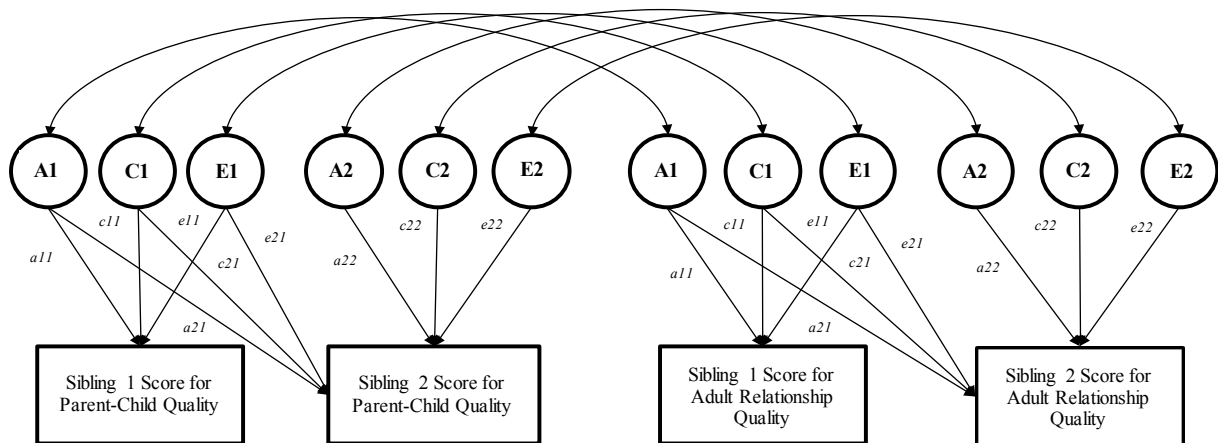 A1 C1 E1 A2 C2 E2 A1 C1 E1 A2 C2 E2
a11 c11 e11 e21 c21 a21 a22 c22 e22 a11 c11 e11 e21 c21 a21 a22 c22 e22
Sibling 1 Score for
Parent-Child Quality
Sibling 2 Score for
Parent-Child Quality
Sibling 1 Score for
Adult Relationship
Quality
Sibling 2 Score for
Adult Relationship
Quality